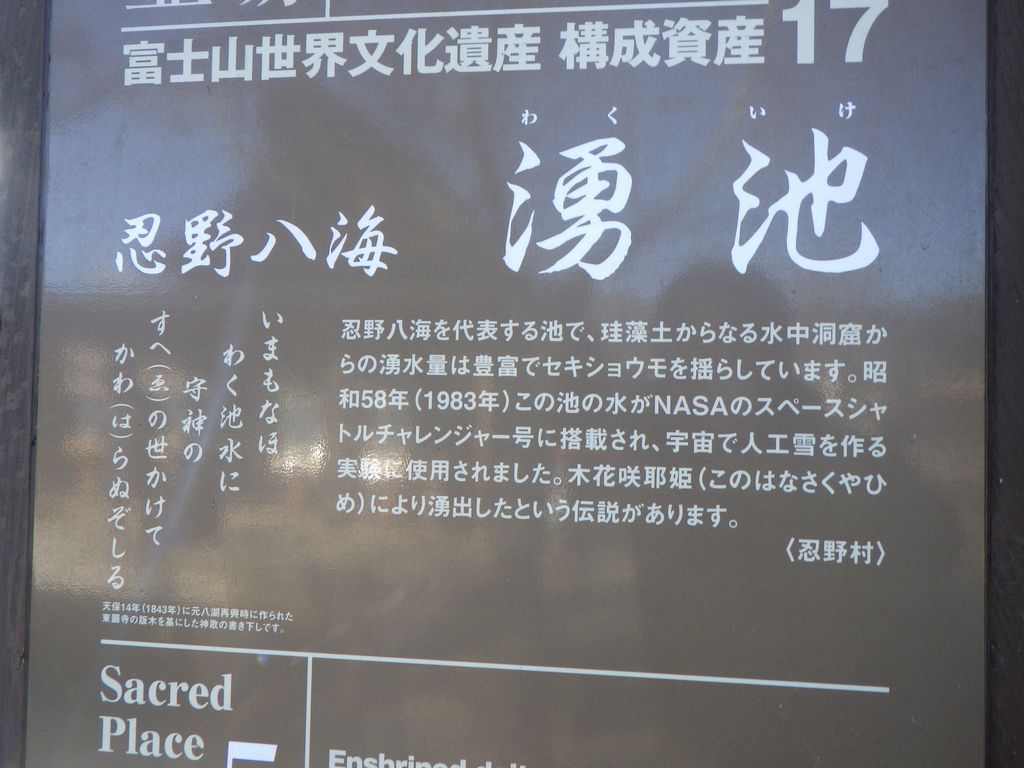 富士山世界文化遺産 構成資産 17
わくいけ
忍野八海 湧池
いまもなほ
わく池水に
守神の
すへ(ゑ)の世かけて
かわ(は)らぬぞしる
忍野八海を代表する池で、珪藻土からなる水中洞窟か
らの湧水量は豊富でセキショウモを揺らしています。昭
和58年(1983年)この池の水がNASAのスペースシャ
トルチャレンジャー号に搭載され、宇宙で人工雪を作る
実験に使用されました。木花咲耶姫(このはなさくやひ
め)により湧出したという伝説があります。
〈忍野村〉
天保14年(1843年)に元八湖再興時に作られた
東圓寺の版木を基にした神歌の書き下しです。
Sacred
Place
Enshrined